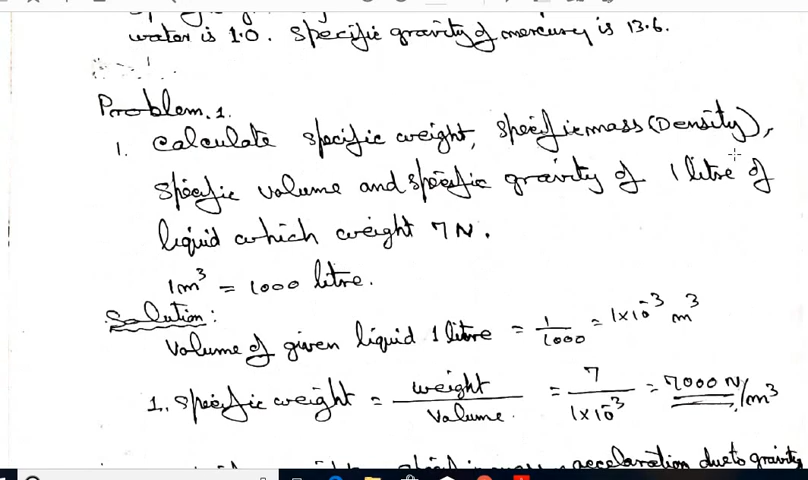 water is 1.0. Specific gravity of mercury is 13.6.
Problem. 1.
1. Calculate specific weight, specific mass (Density),
specific volume and specific gravity of 1 litre of
liquid which weight 7 N.
1m³ = 1000 litre.
Solution:
Volume of given liquid 1 litre = 1/1000 = 1×10⁻³ m³
1. Specific weight = weight/Volume. = 7/1×10⁻³ = 7000 N/m³
acceleration due to gravity